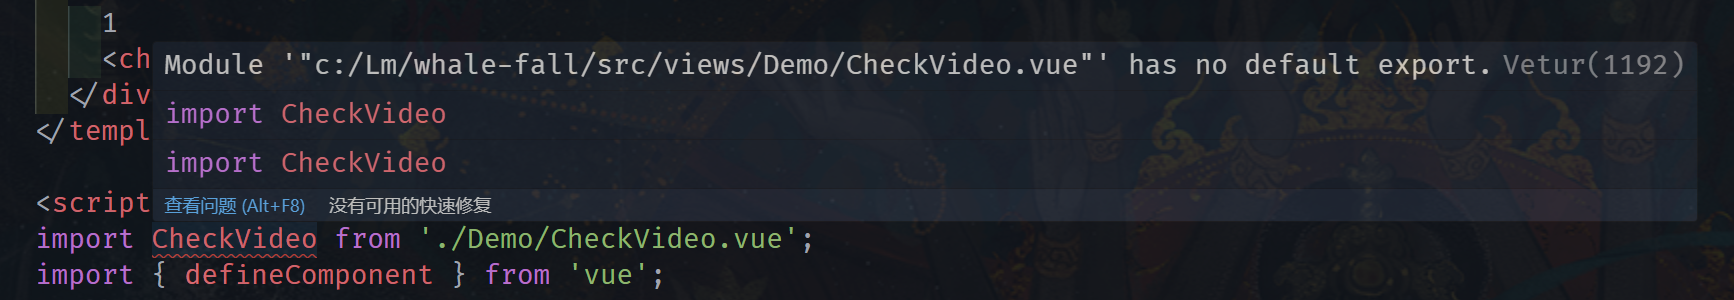 1
<ch
Module '"c:/Lm/whale-fall/src/views/Demo/CheckVideo.vue"' has no default export. Vetur(1192)
</div
import CheckVideo
</templ
import CheckVideo
<script
查看问题 (Alt+F8) 没有可用的快速修复
import CheckVideo from './Demo/CheckVideo.vue';
import { defineComponent } from 'vue';